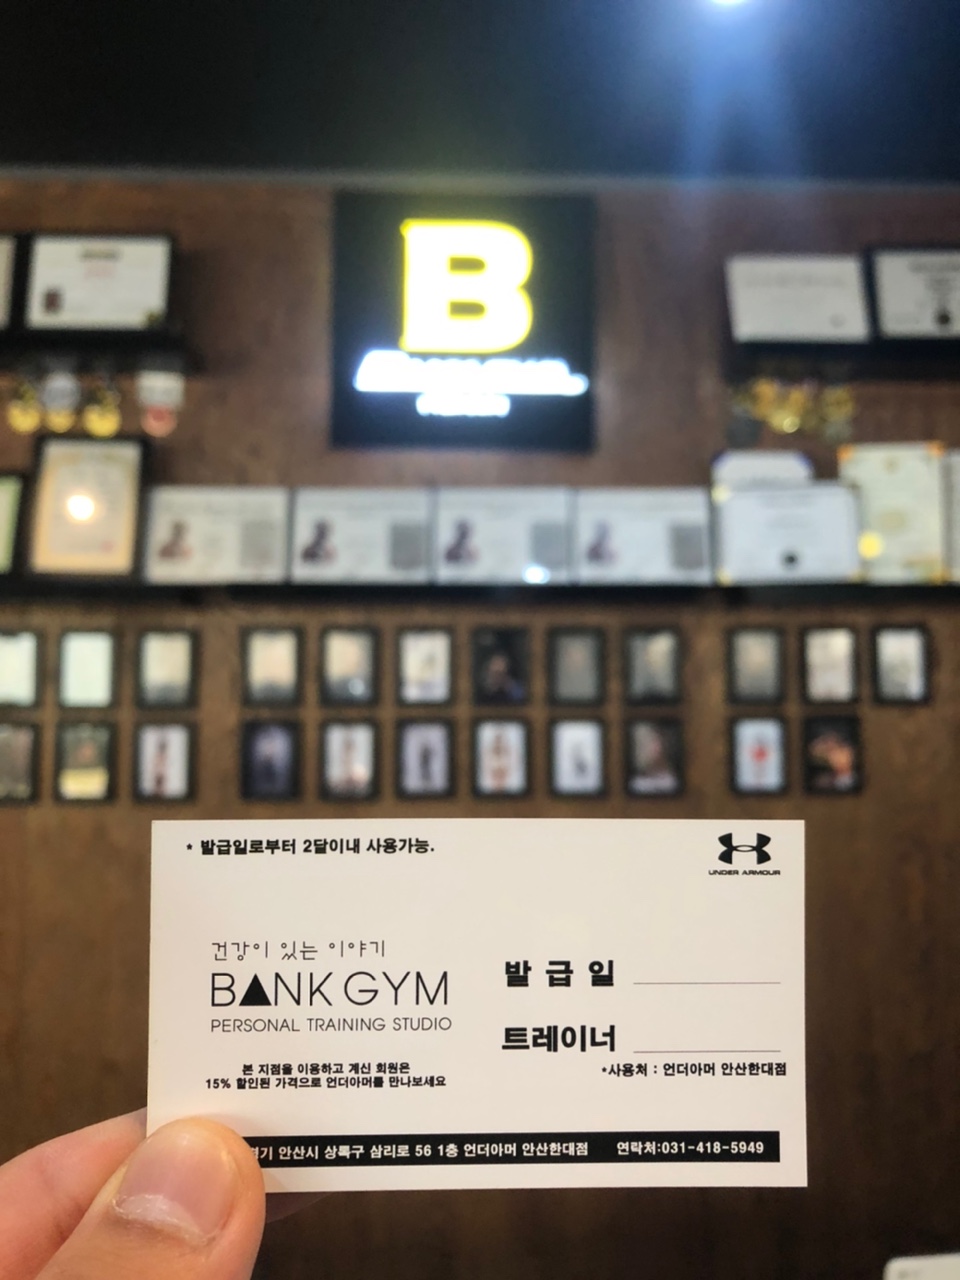 B
* 발급일로부터 2달이내 사용가능.
UNDER ARMOUR
건강이 있는 이야기
BANK GYM
PERSONAL TRAINING STUDIO
본 지점을 이용하고 계신 회원은
15% 할인된 가격으로 언더아머를 만나보세요
발 급 일
트레이너
*사용처 : 언더아머 안산한대점
안산시 상록구 삼리로 56 1층 언더아머 안산한대점 연락처:031-418-5949